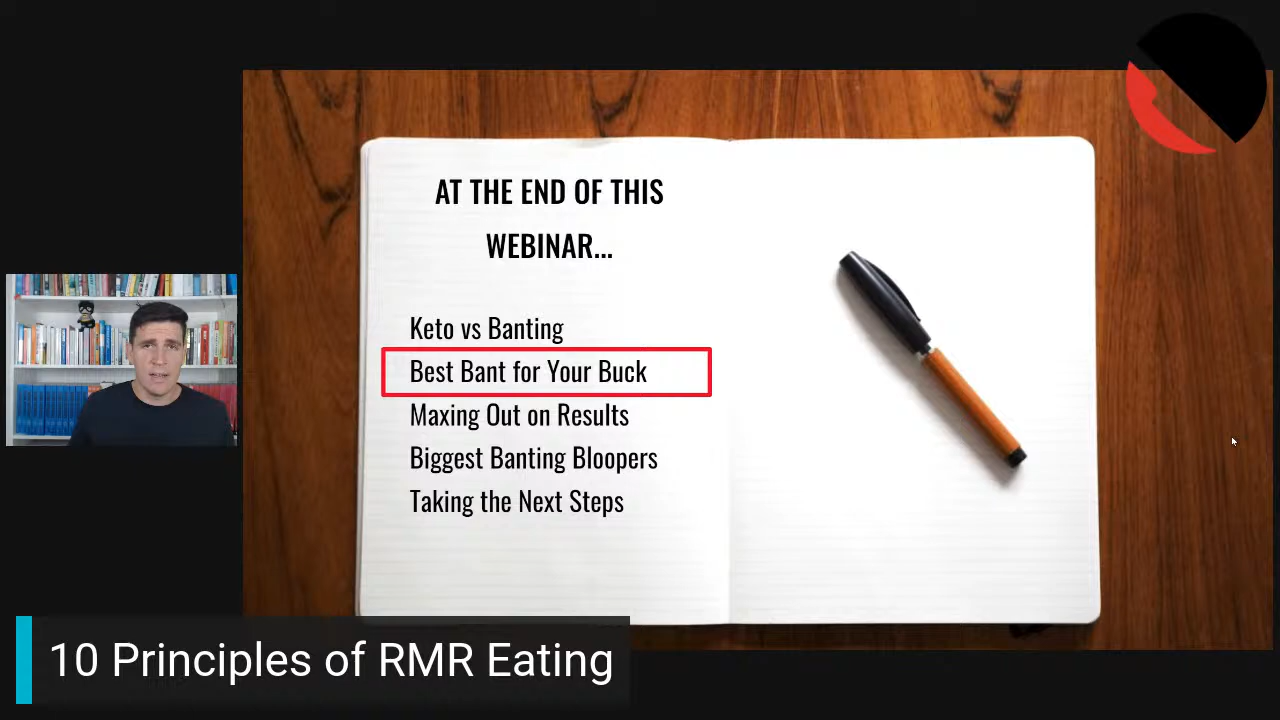 AT THE END OF THIS
WEBINAR...
Keto vs Banting
Best Bant for Your Buck
Maxing Out on Results
Biggest Banting Bloopers
Taking the Next Steps
10 Principles of RMR Eating